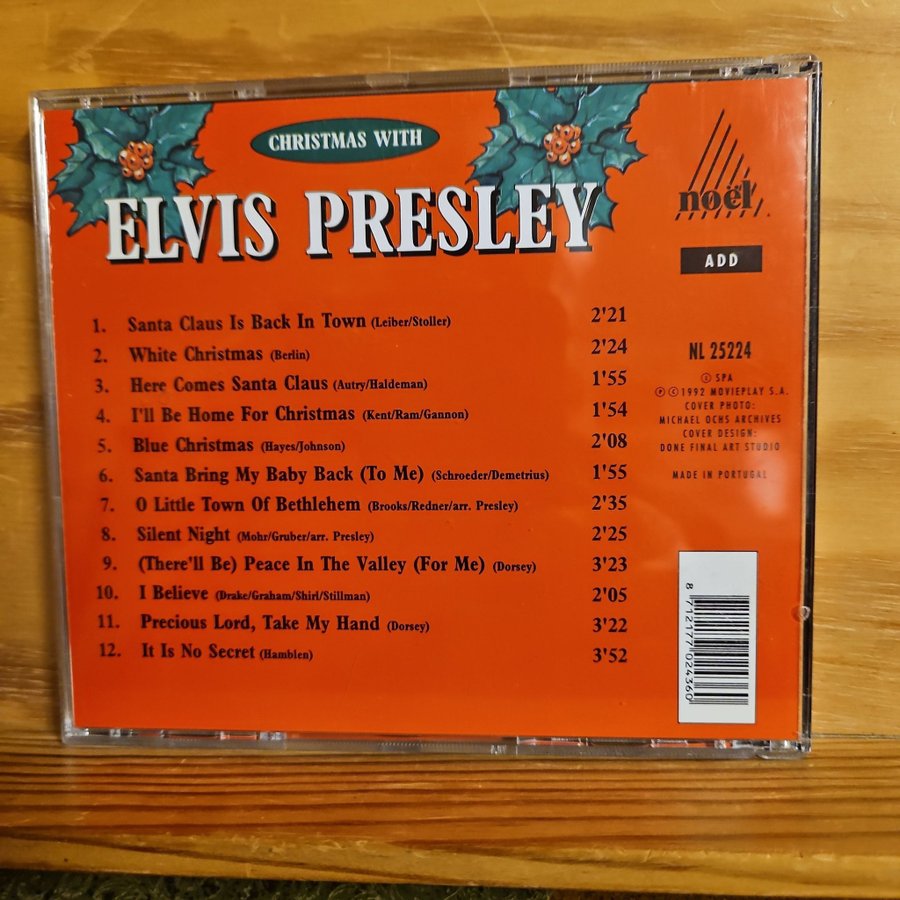 CHRISTMAS WITH
ELVIS PRESLEY
noël
ADD
1. Santa Claus Is Back In Town (Leiber/Stoller) 2'21
2. White Christmas (Berlin) 2'24
3. Here Comes Santa Claus (Autry/Haldeman) 1'55
4. I'll Be Home For Christmas (Kent/Ram/Gannon) 1'54
5. Blue Christmas (Hayes/Johnson) 2'08
6. Santa Bring My Baby Back (To Me) (Schroeder/Demetrius) 1'55
7. O Little Town Of Bethlehem (Brooks/Redner/arr. Presley) 2'35
8. Silent Night (Mohr/Gruber/arr. Presley) 2'25
9. (There'll Be) Peace In The Valley (For Me) (Dorsey) 3'23
10. I Believe (Drake/Graham/Shirl/Stillman) 2'05
11. Precious Lord, Take My Hand (Dorsey) 3'22
12. It Is No Secret (Hamblen) 3'52
NL 25224
SPA
℗ © 1992 MOVIEPLAY S.A.
COVER PHOTO:
MICHAEL OCHS ARCHIVES
COVER DESIGN:
DONE FINAL ART STUDIO
MADE IN PORTUGAL
8 712177 024360